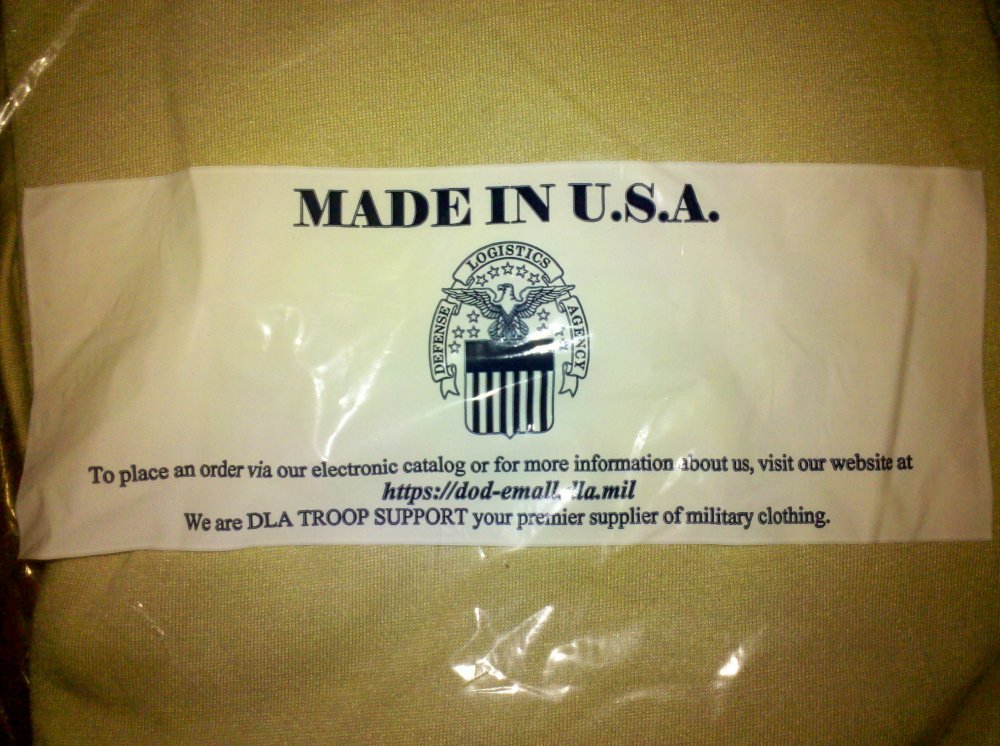 MADE IN U.S.A.
DEFENSE LOGISTICS AGENCY
To place an order via our electronic catalog or for more information about us, visit our website at
https://dod-emall.dla.mil
We are DLA TROOP SUPPORT your premier supplier of military clothing.